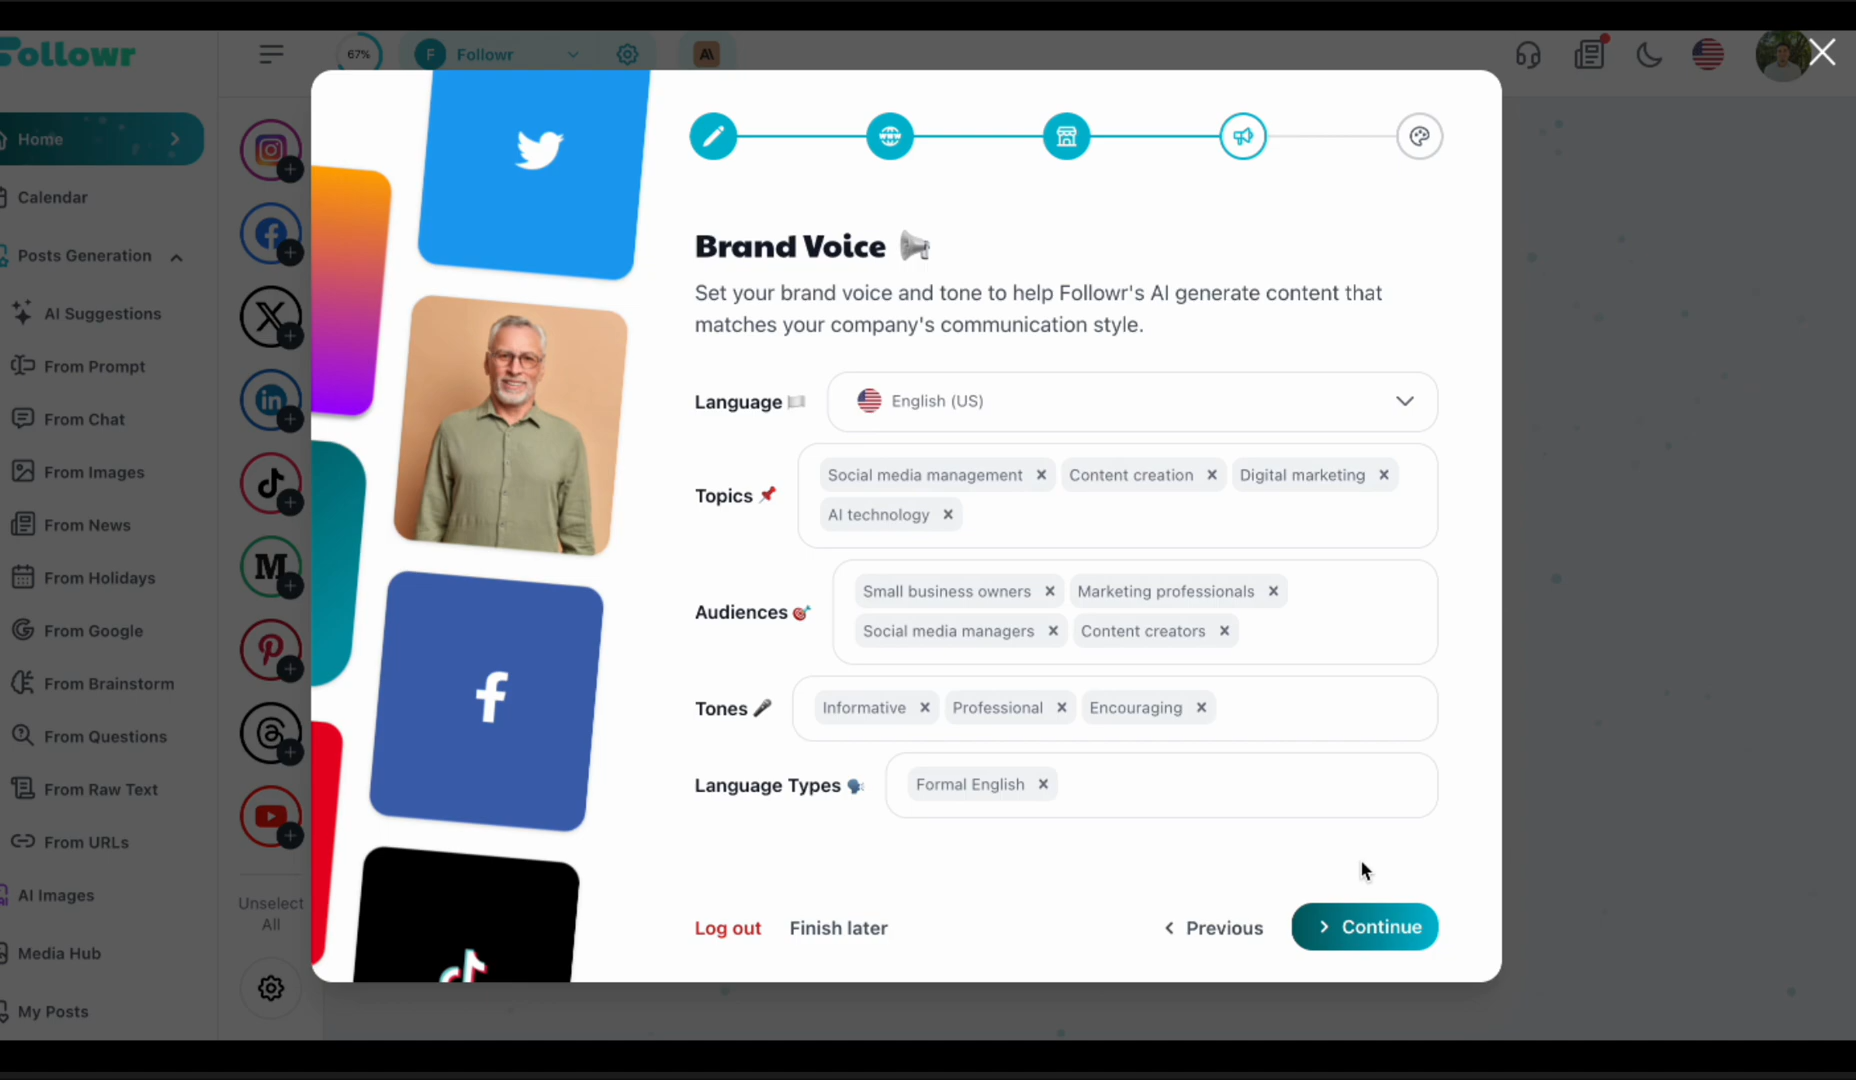 Followr
67%
F
Followr
A\
Home
Calendar
Posts Generation
AI Suggestions
From Prompt
From Chat
From Images
From News
From Holidays
From Google
From Brainstorm
From Questions
From Raw Text
From URLs
AI Images
Media Hub
My Posts
Unselect
All
Brand Voice
Set your brand voice and tone to help Followr's AI generate content that
matches your company's communication style.
Language
English (US)
Topics
Social media management
Content creation
Digital marketing
AI technology
Audiences
Small business owners
Marketing professionals
Social media managers
Content creators
Tones
Informative
Professional
Encouraging
Language Types
Formal English
Log out
Finish later
Previous
Continue